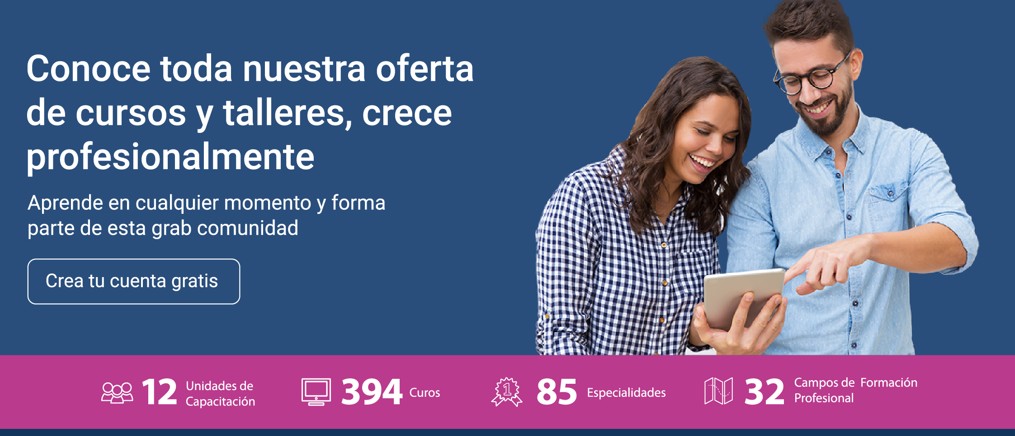 Conoce toda nuestra oferta
de cursos y talleres, crece
profesionalmente
Aprende en cualquier momento y forma
parte de esta grab comunidad
Crea tu cuenta gratis
12 Unidades de
Capacitación
394 Curos
1
85 Especialidades
32 Campos de Formación
Profesional